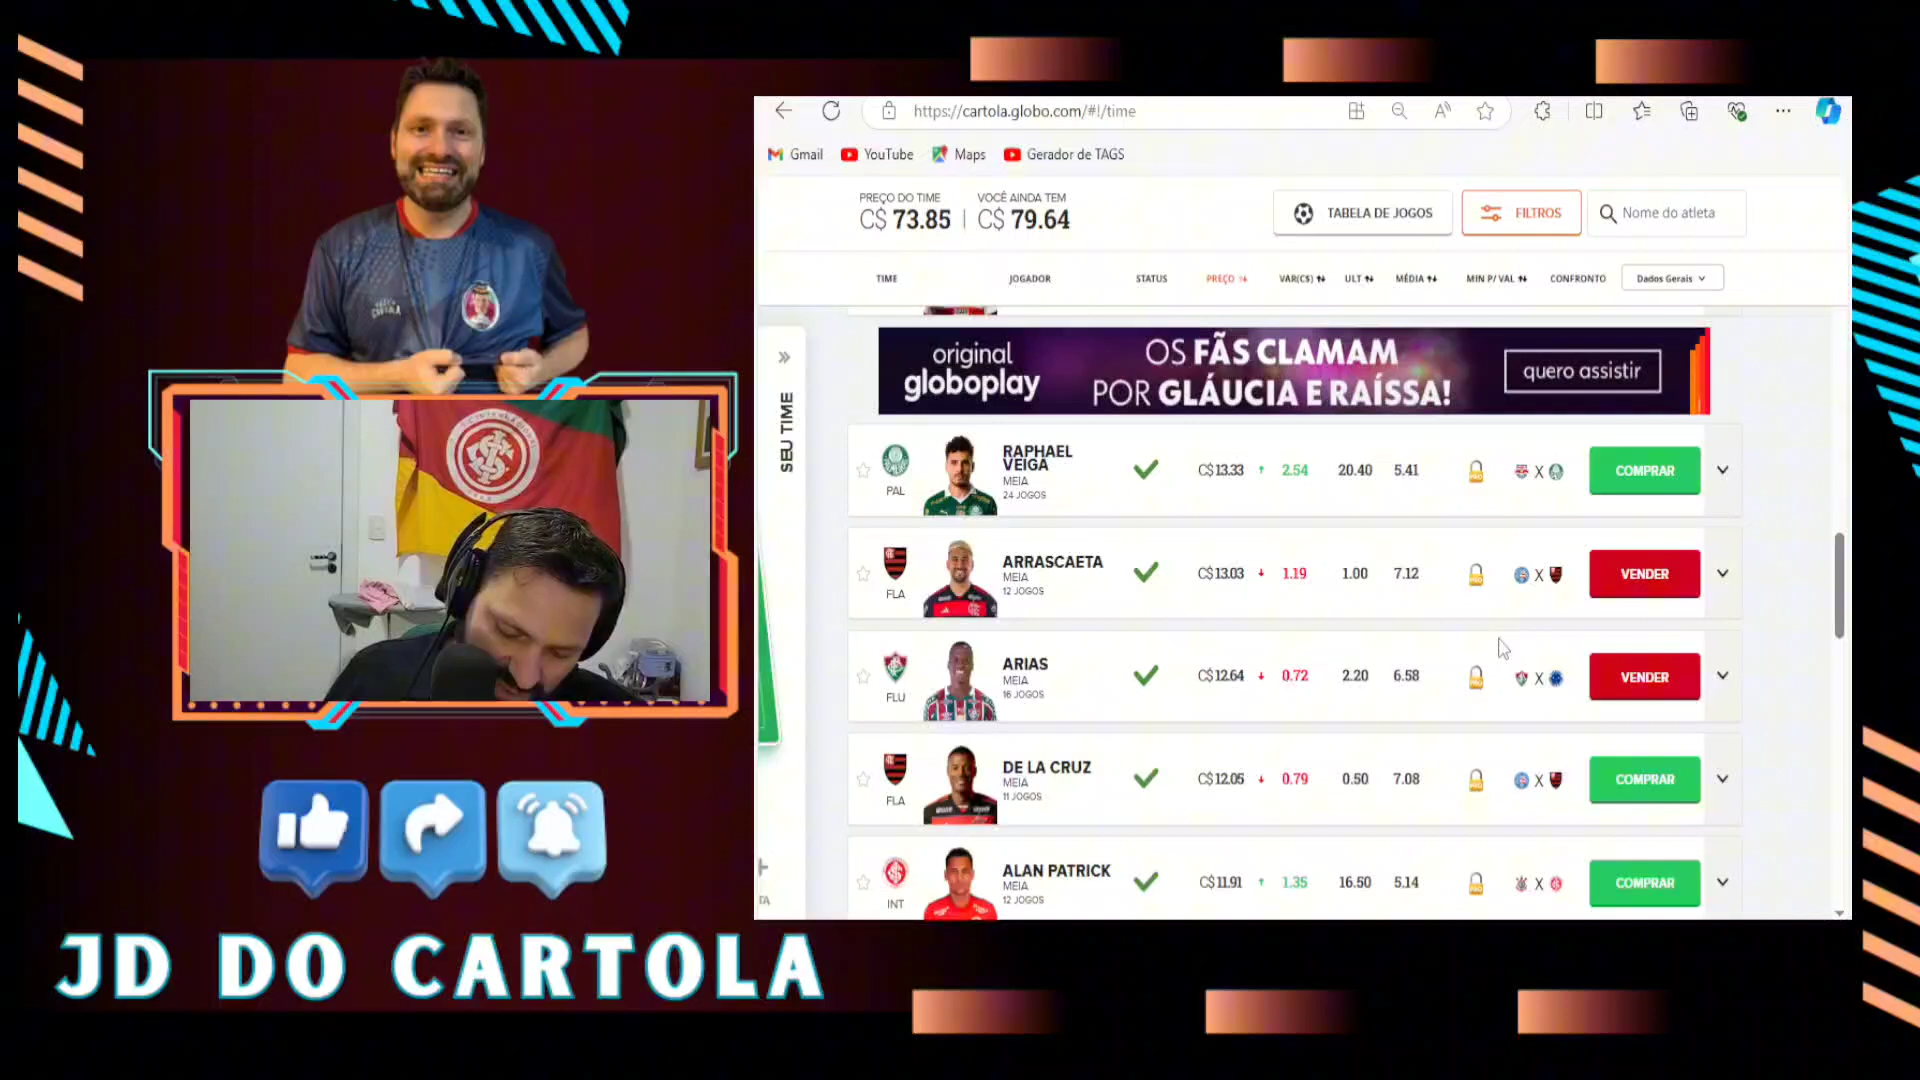 https://cartola.globo.com/#!/time
Gmail YouTube Maps Gerador de TAGS
PREÇO DO TIME VOCÊ AINDA TEM
C$ 73.85 | C$ 79.64
TABELA DE JOGOS FILTROS Nome do atleta
TIME JOGADOR STATUS PREÇO VAR(C$) ULT MÉDIA MIN P/ VAL CONFRONTO Dados Gerais
SEU TIME
original
globoplay
OS FÃS CLAMAM
POR GLÁUCIA E RAÍSSA!
quero assistir
RAPHAEL
VEIGA
MEIA
24 JOGOS
PAL
C$ 13.33 2.54 20.40 5.41 PRO X COMPRAR
ARRASCAETA
MEIA
12 JOGOS
FLA
C$ 13.03 1.19 1.00 7.12 PRO X VENDER
ARIAS
MEIA
16 JOGOS
FLU
C$ 12.64 0.72 2.20 6.58 PRO X VENDER
DE LA CRUZ
MEIA
11 JOGOS
FLA
C$ 12.05 0.79 0.50 7.08 PRO X COMPRAR
ALAN PATRICK
MEIA
12 JOGOS
INT
C$ 11.91 1.35 16.50 5.14 PRO X COMPRAR
TA
JD DO CARTOLA